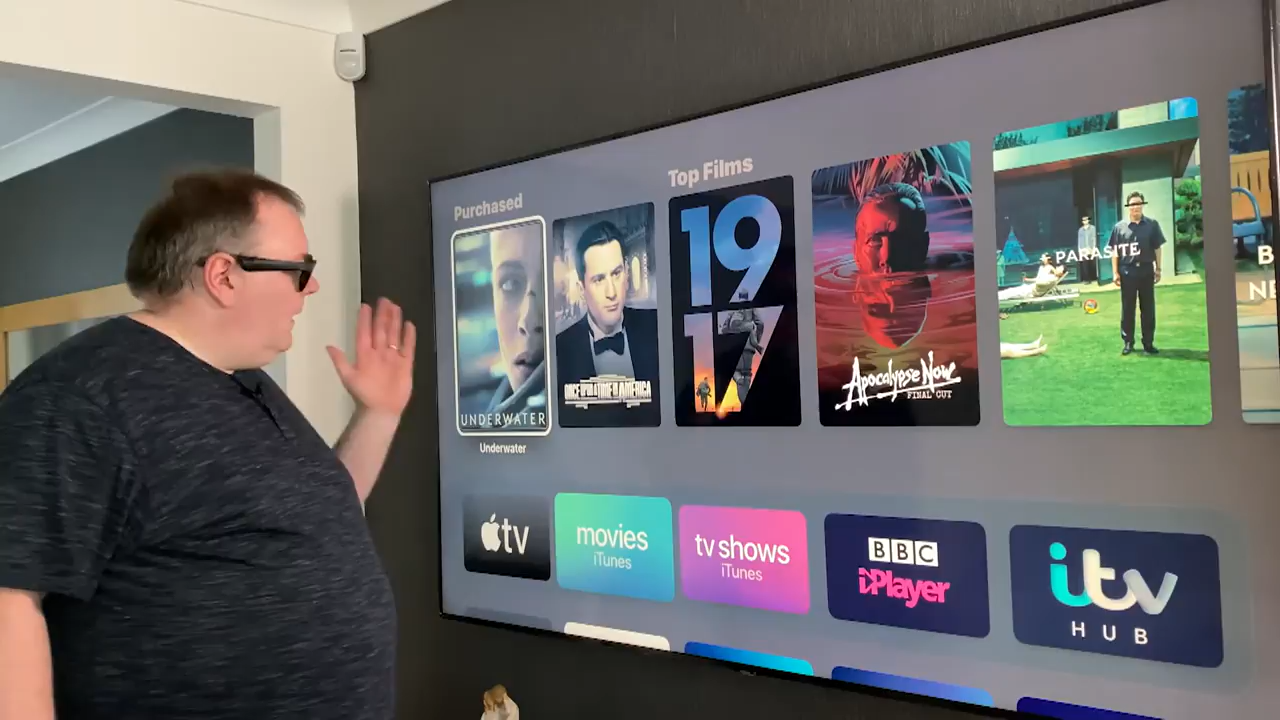 Purchased
Top Films
UNDERWATER
Underwater
ONCE UPON A TIME IN AMERICA
19
17
Apocalypse Now
FINAL CUT
PARASITE
B
NE
tv
movies
iTunes
tv shows
iTunes
BBC
iPlayer
itv
HUB